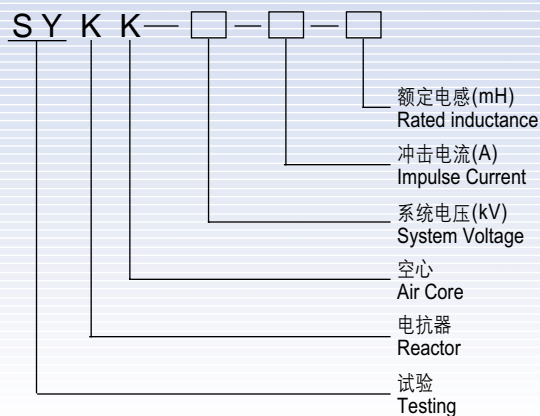 SYKK—□—□—□
额定电感(mH)
Rated inductance
冲击电流(A)
Impulse Current
系统电压(kV)
System Voltage
空心
Air Core
电抗器
Reactor
试验
Testing